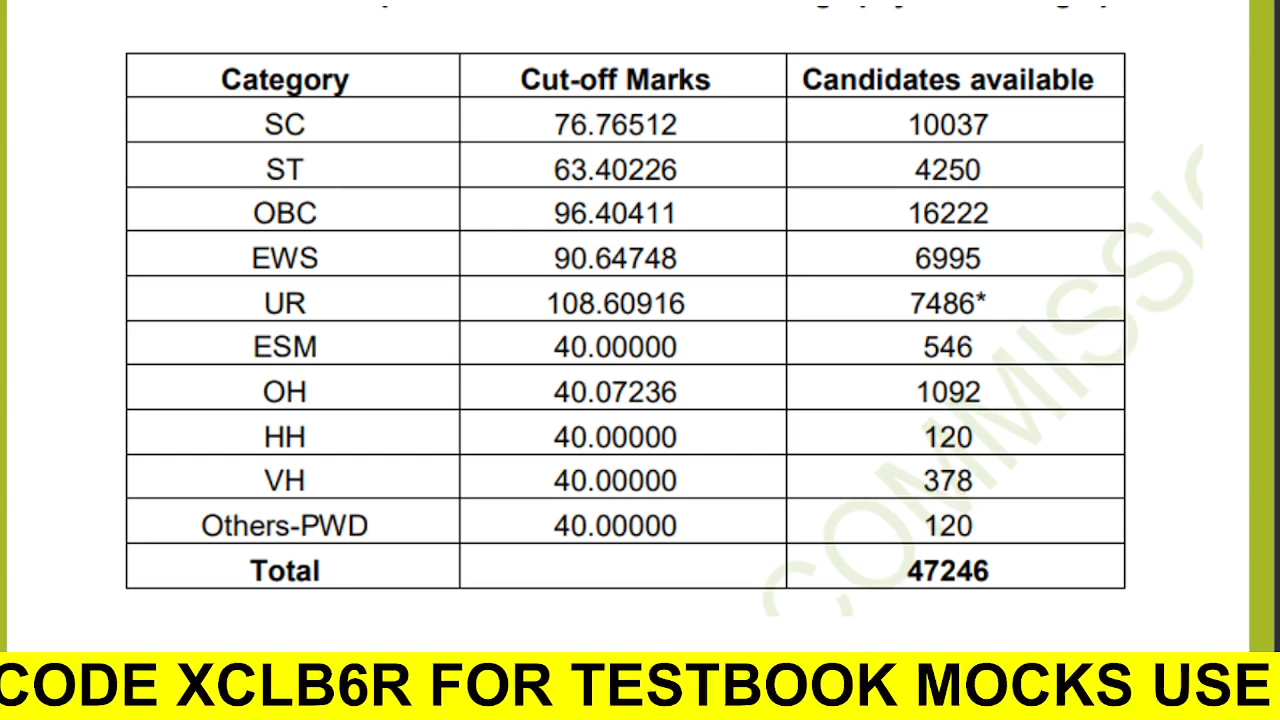 Category Cut-off Marks Candidates available
SC 76.76512 10037
ST 63.40226 4250
OBC 96.40411 16222
EWS 90.64748 6995
UR 108.60916 7486*
ESM 40.00000 546
OH 40.07236 1092
HH 40.00000 120
VH 40.00000 378
Others-PWD 40.00000 120
Total 47246
COMMISSIO
CODE XCLB6R FOR TESTBOOK MOCKS USE